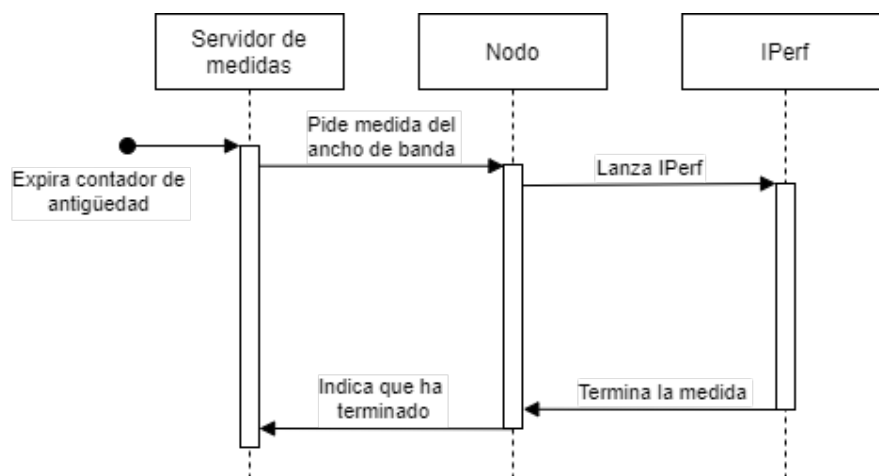 Servidor de
medidas
Nodo
IPerf
Pide medida del
ancho de banda
Expira contador de
antigüedad
Lanza IPerf
Indica que ha
terminado
Termina la medida